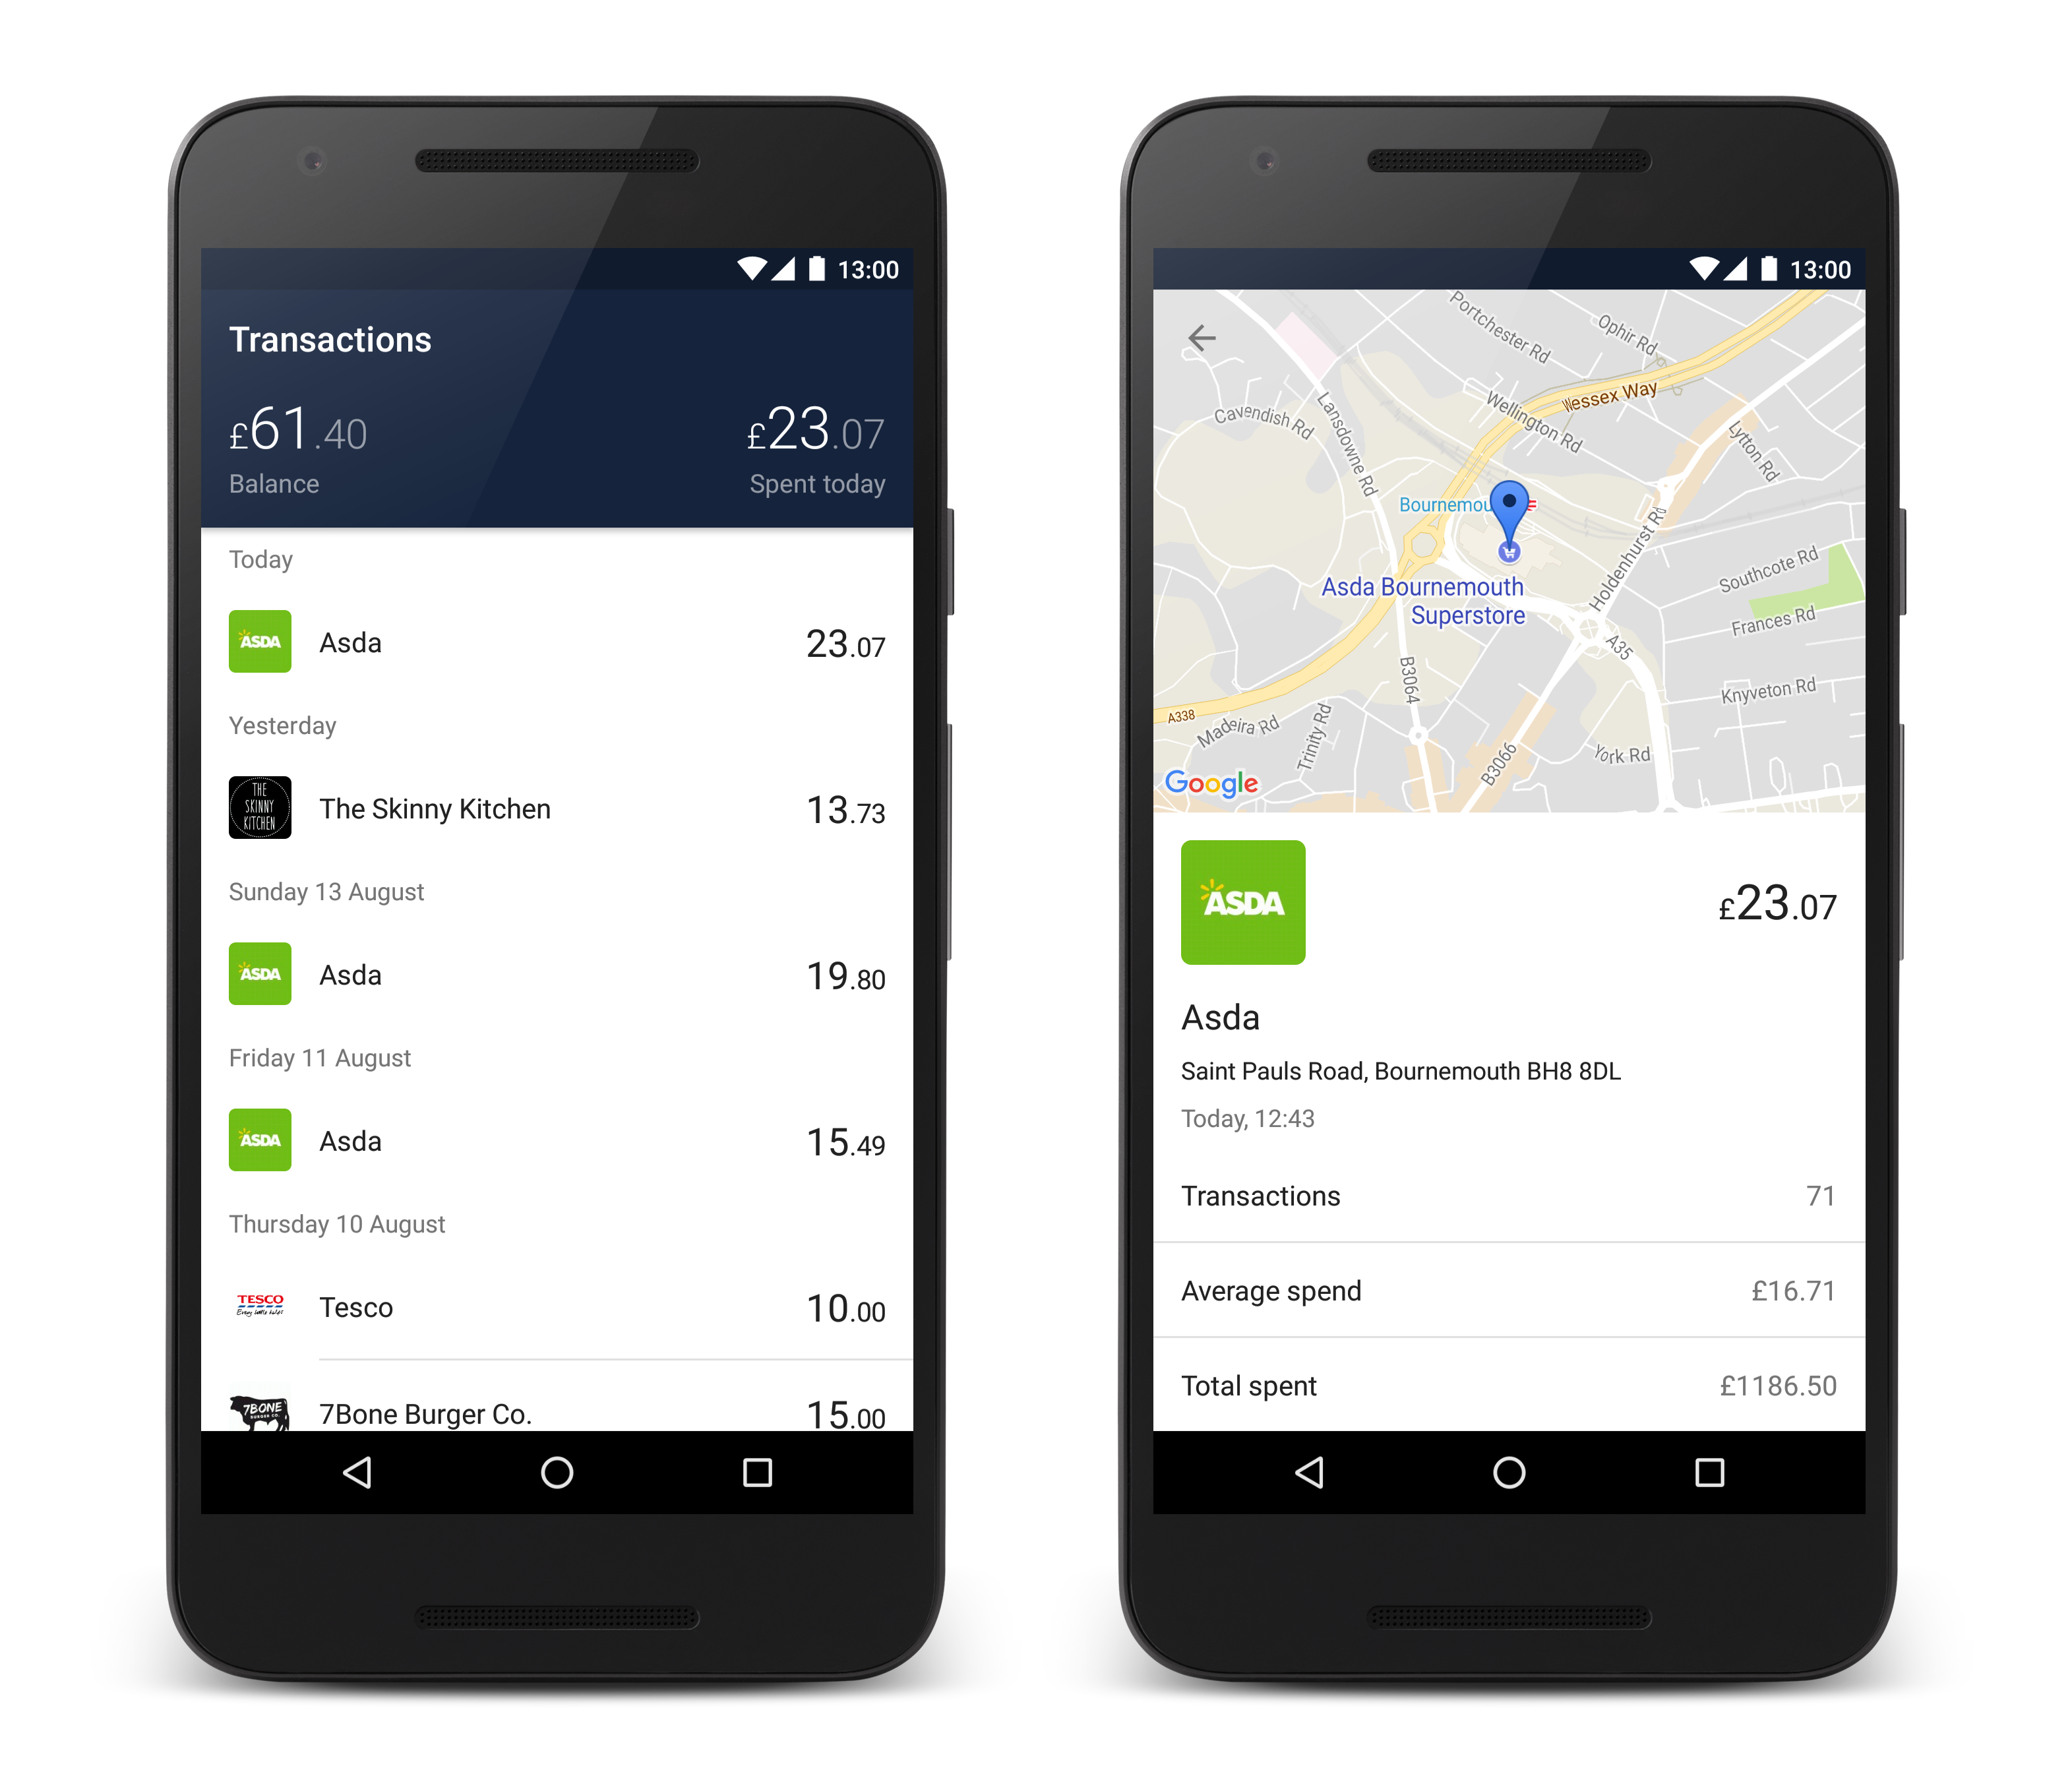 13:00
Transactions
£61.40
£23.07
Balance
Spent today
Today
ASDA
Asda
23.07
Yesterday
THE
SKINNY
KITCHEN
The Skinny Kitchen
13.73
Sunday 13 August
ASDA
Asda
19.80
Friday 11 August
ASDA
Asda
15.49
Thursday 10 August
TESCO
Every little helps
Tesco
10.00
7BONE
BURGER CO.
7Bone Burger Co.
15.00
13:00
Portchester Rd
Ophir Rd
Wessex Way
Cavendish Rd
Lansdowne Rd
Wellington Rd
Lytton Rd
Bournemou
Holdenhurst Rd
Southcote Rd
Asda Bournemouth
Superstore
Frances Rd
A35
B3064
Knyveton Rd
A338
Madeira Rd
Trinity Rd
B3066
York Rd
Google
ASDA
£23.07
Asda
Saint Pauls Road, Bournemouth BH8 8DL
Today, 12:43
Transactions
71
Average spend
£16.71
Total spent
£1186.50